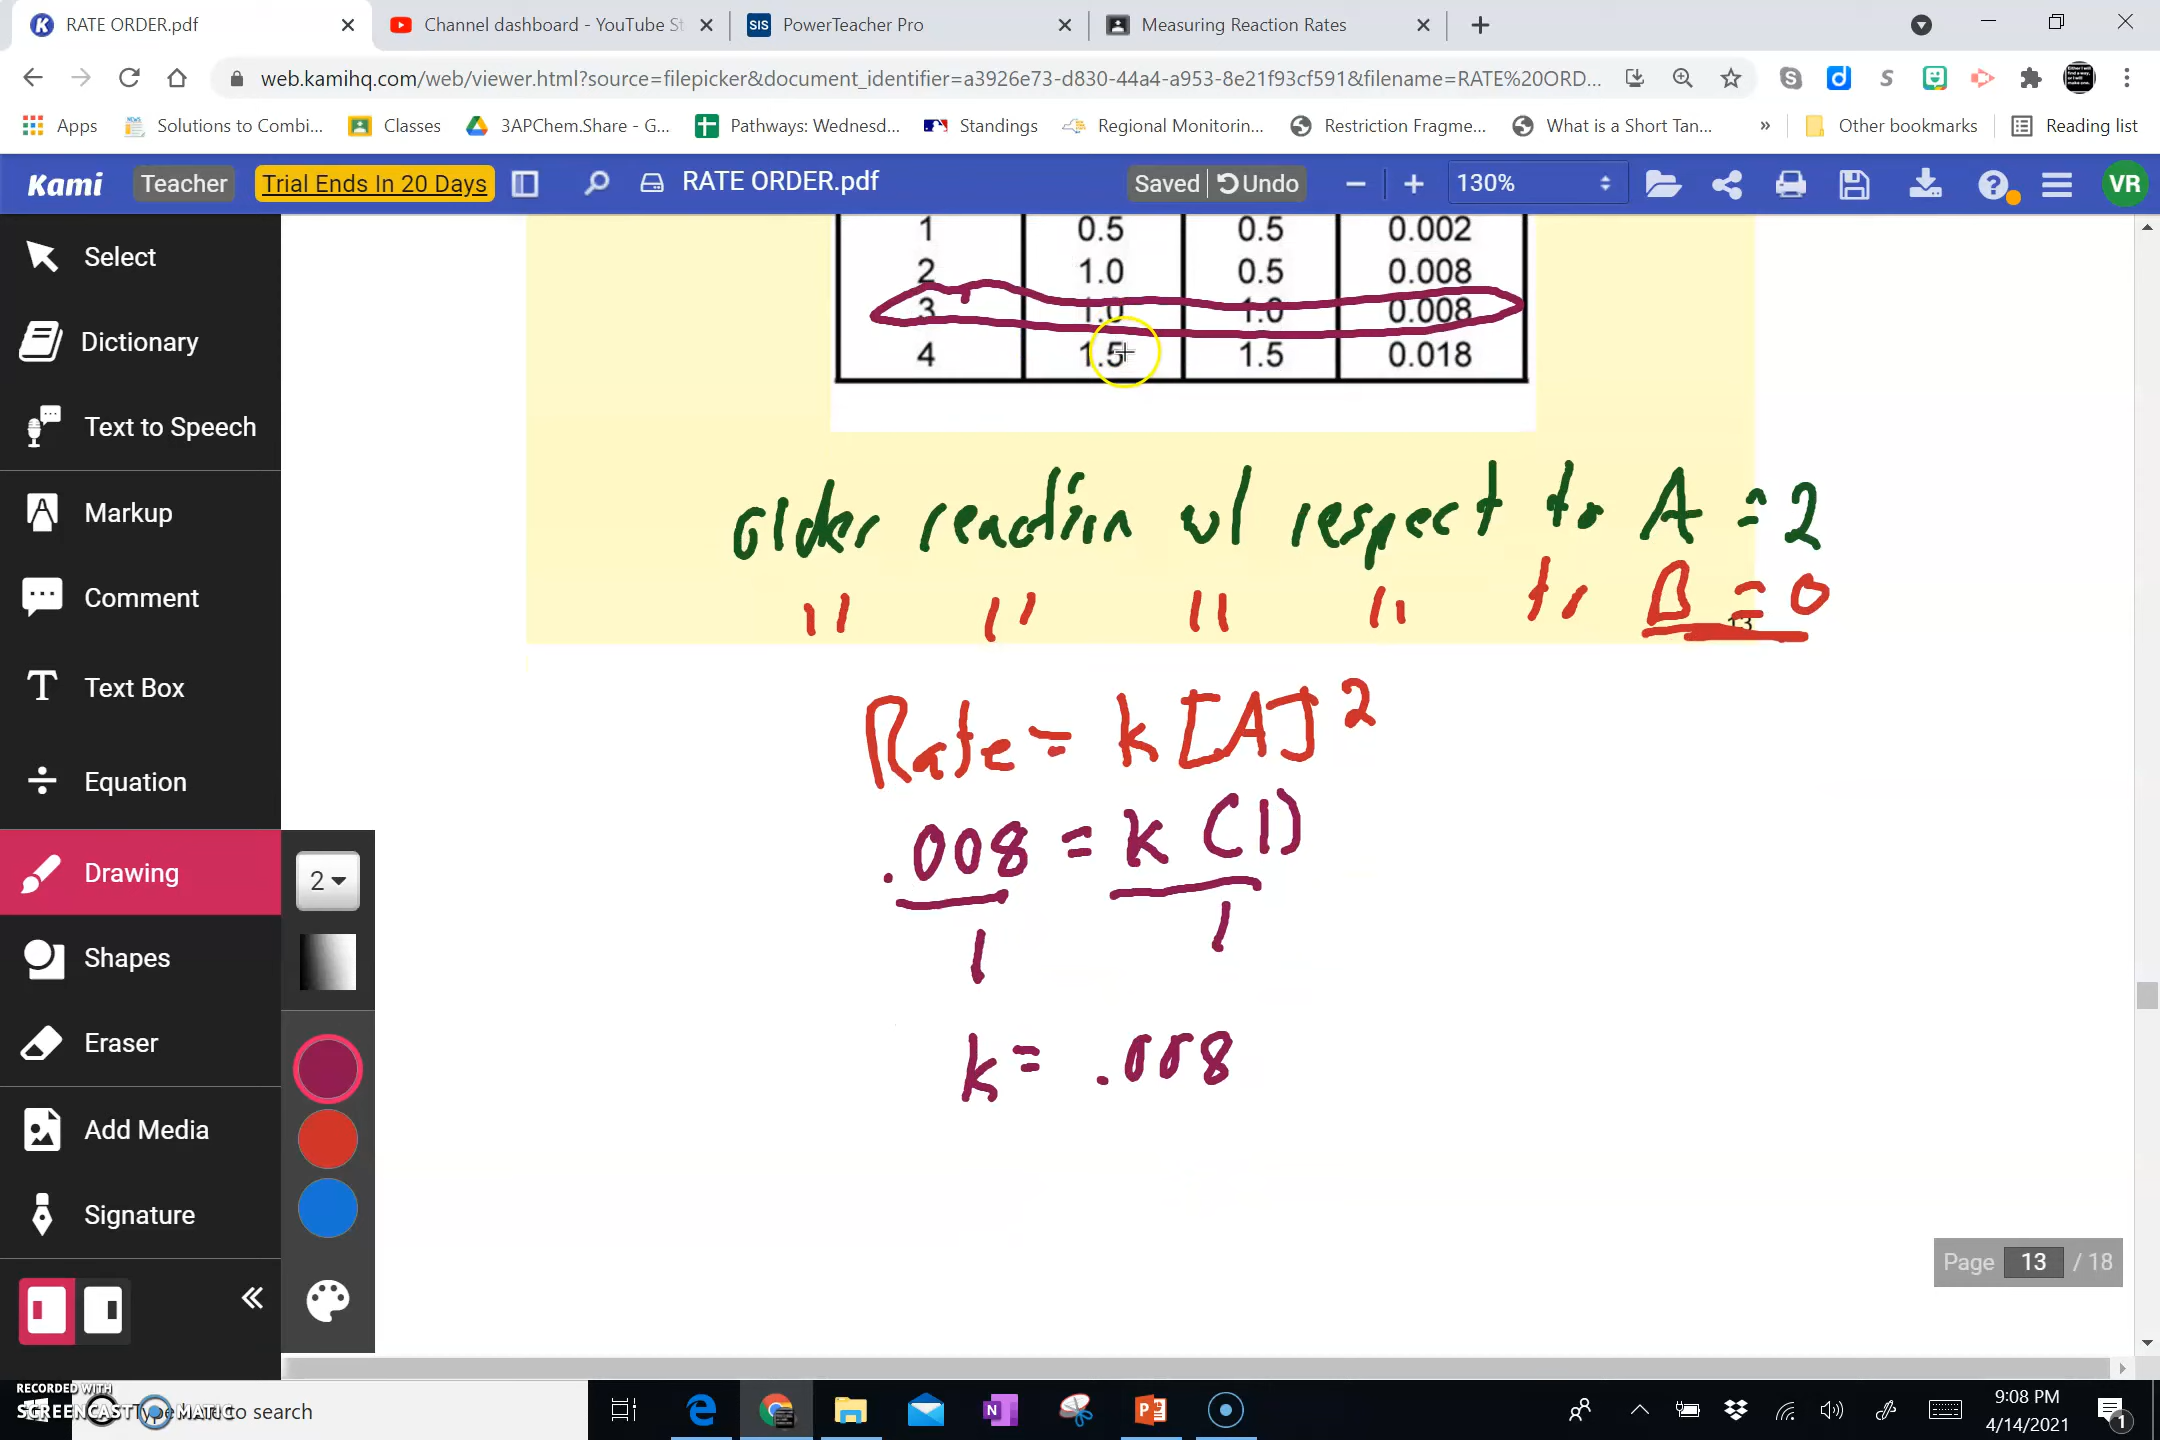 RATE ORDER.pdf
Channel dashboard - YouTube St
SIS PowerTeacher Pro
Measuring Reaction Rates
web.kamihq.com/web/viewer.html?source=filepicker&document_identifier=a3926e73-d830-44a4-a953-8e21f93cf591&filename=RATE%20ORD...
Apps Solutions to Combi... Classes 3APChem.Share - G... Pathways: Wednesd... Standings Regional Monitorin... Restriction Fragme... What is a Short Tan... » Other bookmarks Reading list
Kami Teacher Trial Ends In 20 Days RATE ORDER.pdf Saved Undo 130% VR
Select
Dictionary
Text to Speech
Markup
Comment
Text Box
Equation
Drawing
Shapes
Eraser
Add Media
Signature
2
1 0.5 0.5 0.002
2 1.0 0.5 0.008
3 1.0 1.0 0.008
4 1.5 1.5 0.018
order reaction w/ respect to A = 2
" " " " to B = 0
13
Rate = k [A]²
.008 = k (1)
1 1
k = .008
Page 13 / 18
RECORDED WITH
SCREENCAST MATIC
to search
9:08 PM
4/14/2021
1